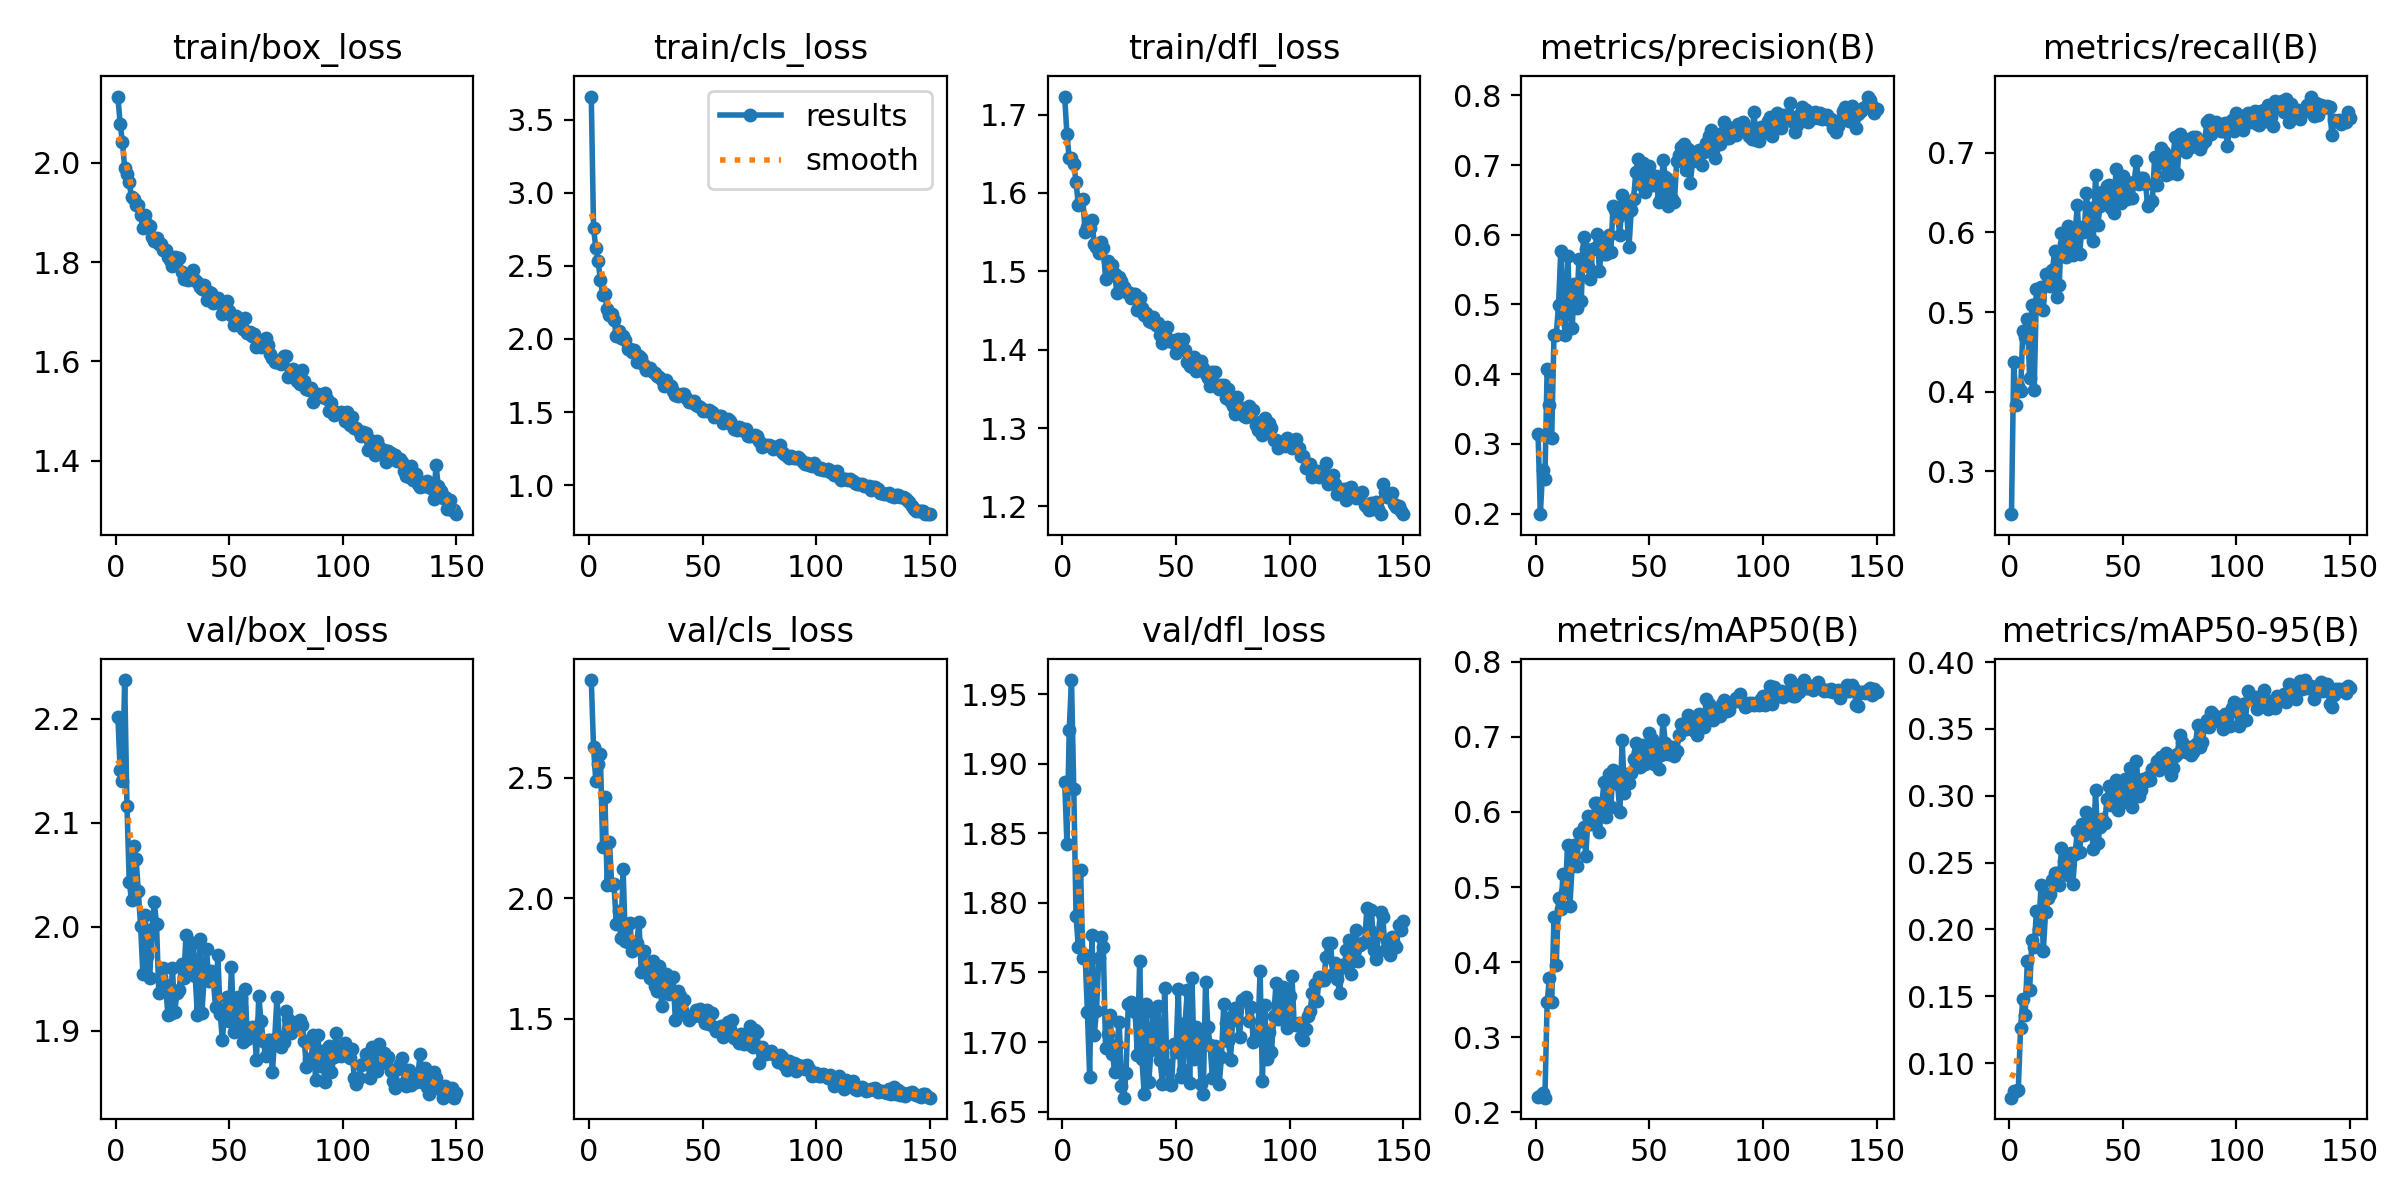 train/box_loss
2.0
1.8
1.6
1.4
0 50 100 150
train/cls_loss
results
smooth
3.5
3.0
2.5
2.0
1.5
1.0
0 50 100 150
train/dfl_loss
1.7
1.6
1.5
1.4
1.3
1.2
0 50 100 150
metrics/precision(B)
0.8
0.7
0.6
0.5
0.4
0.3
0.2
0 50 100 150
metrics/recall(B)
0.7
0.6
0.5
0.4
0.3
0 50 100 150
val/box_loss
2.2
2.1
2.0
1.9
0 50 100 150
val/cls_loss
2.5
2.0
1.5
0 50 100 150
val/dfl_loss
1.95
1.90
1.85
1.80
1.75
1.70
1.65
0 50 100 150
metrics/mAP50(B)
0.8
0.7
0.6
0.5
0.4
0.3
0.2
0 50 100 150
metrics/mAP50-95(B)
0.40
0.35
0.30
0.25
0.20
0.15
0.10
0 50 100 150